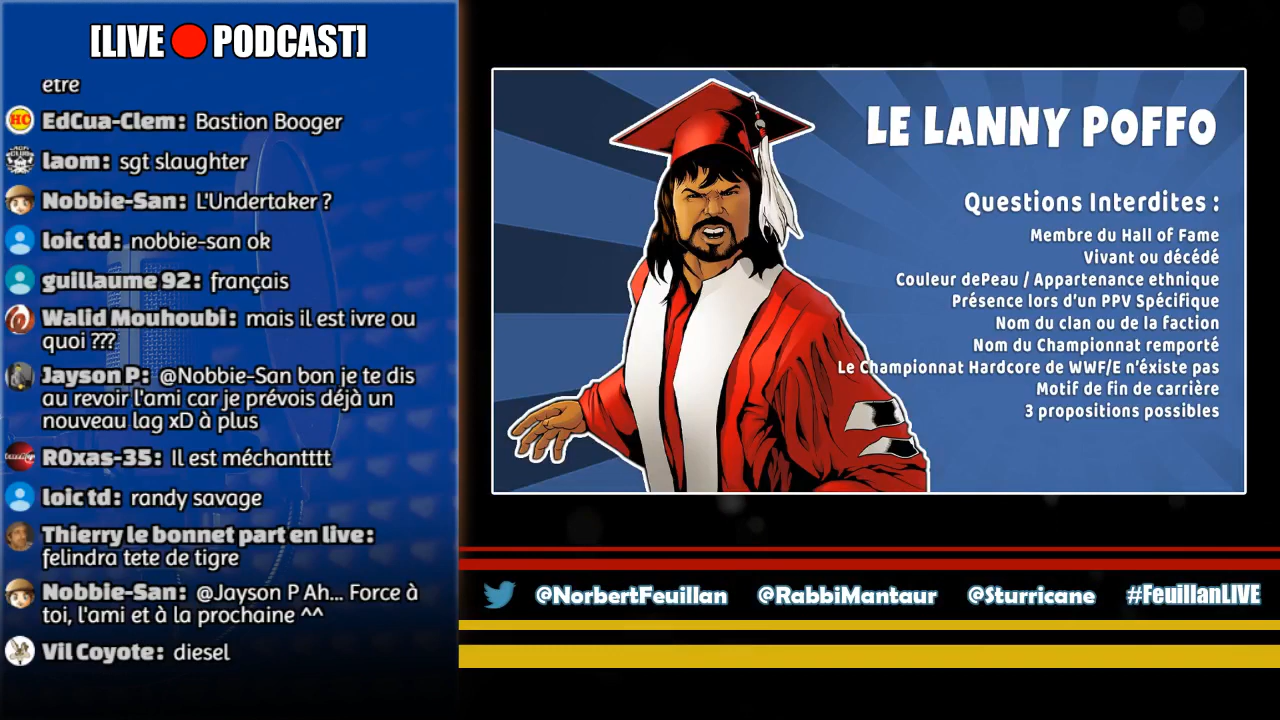 [LIVE PODCAST]
etre
HC
EdCua-Clem: Bastion Booger
laom: sgt slaughter
Nobbie-San: L'Undertaker ?
loic td: nobbie-san ok
guillaume 92: français
Walid Mouhoubi: mais il est ivre ou
quoi ???
Jayson P: @Nobbie-San bon je te dis
au revoir l'ami car je prévois déjà un
nouveau lag xD à plus
R0xas-35: Il est méchantttt
loic td: randy savage
Thierry le bonnet part en live:
felindra tete de tigre
Nobbie-San: @Jayson P Ah... Force à
toi, l'ami et à la prochaine ^^
Vil Coyote: diesel
LE LANNY POFFO
Questions Interdites :
Membre du Hall of Fame
Vivant ou décédé
Couleur dePeau / Appartenance ethnique
Présence lors d'un PPV Spécifique
Nom du clan ou de la faction
Nom du Championnat remporté
Le Championnat Hardcore de WWF/E n'éxiste pas
Motif de fin de carrière
3 propositions possibles
@NorbertFeuillan @RabbiMantaur @Sturricane #FeuillanLIVE